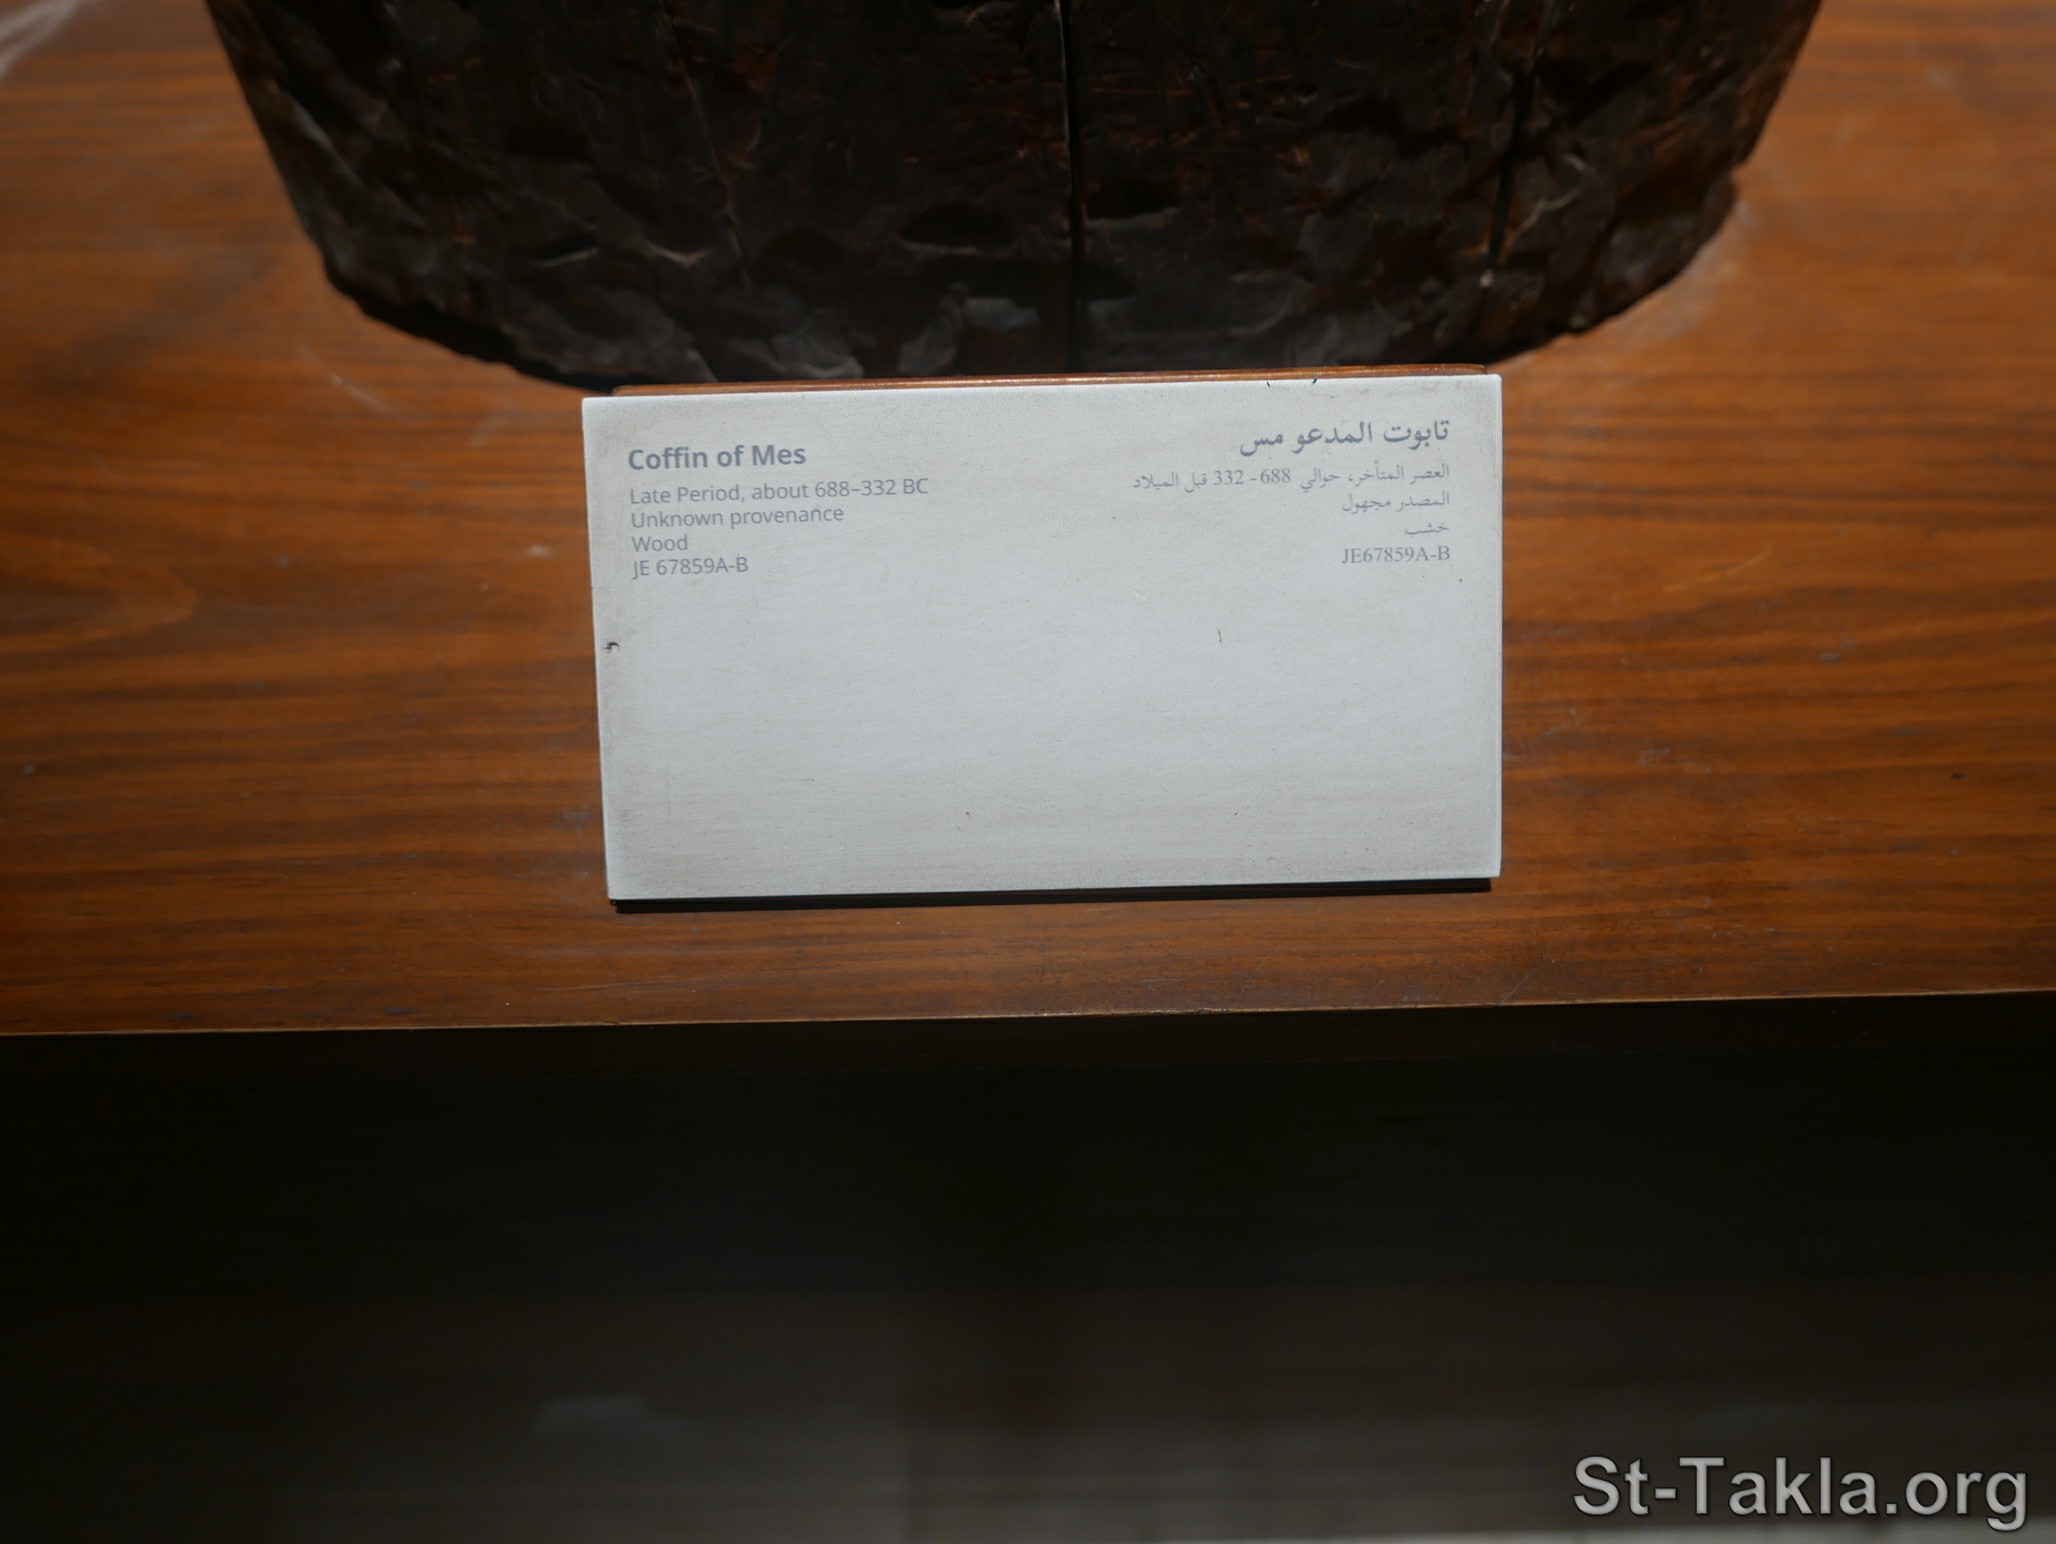 Coffin of Mes
Late Period, about 688–332 BC
Unknown provenance
Wood
JE 67859A-B
تابوت المدعو مس
العصر المتأخر، حوالي 688 - 332 قبل الميلاد
المصدر مجهول
خشب
JE67859A-B
St-Takla.org